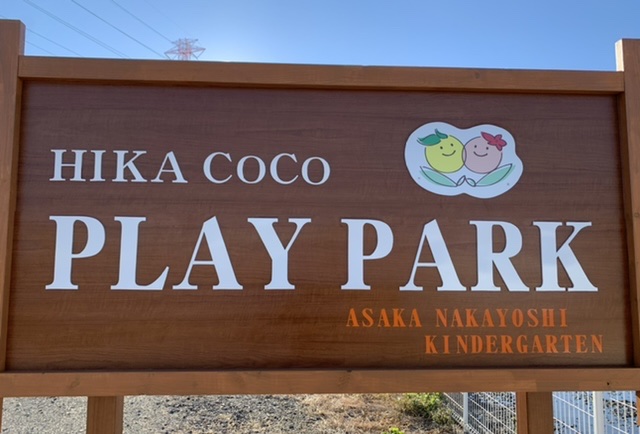 HIKA COCO
PLAY PARK
ASAKA NAKAYOSHI
KINDERGARTEN